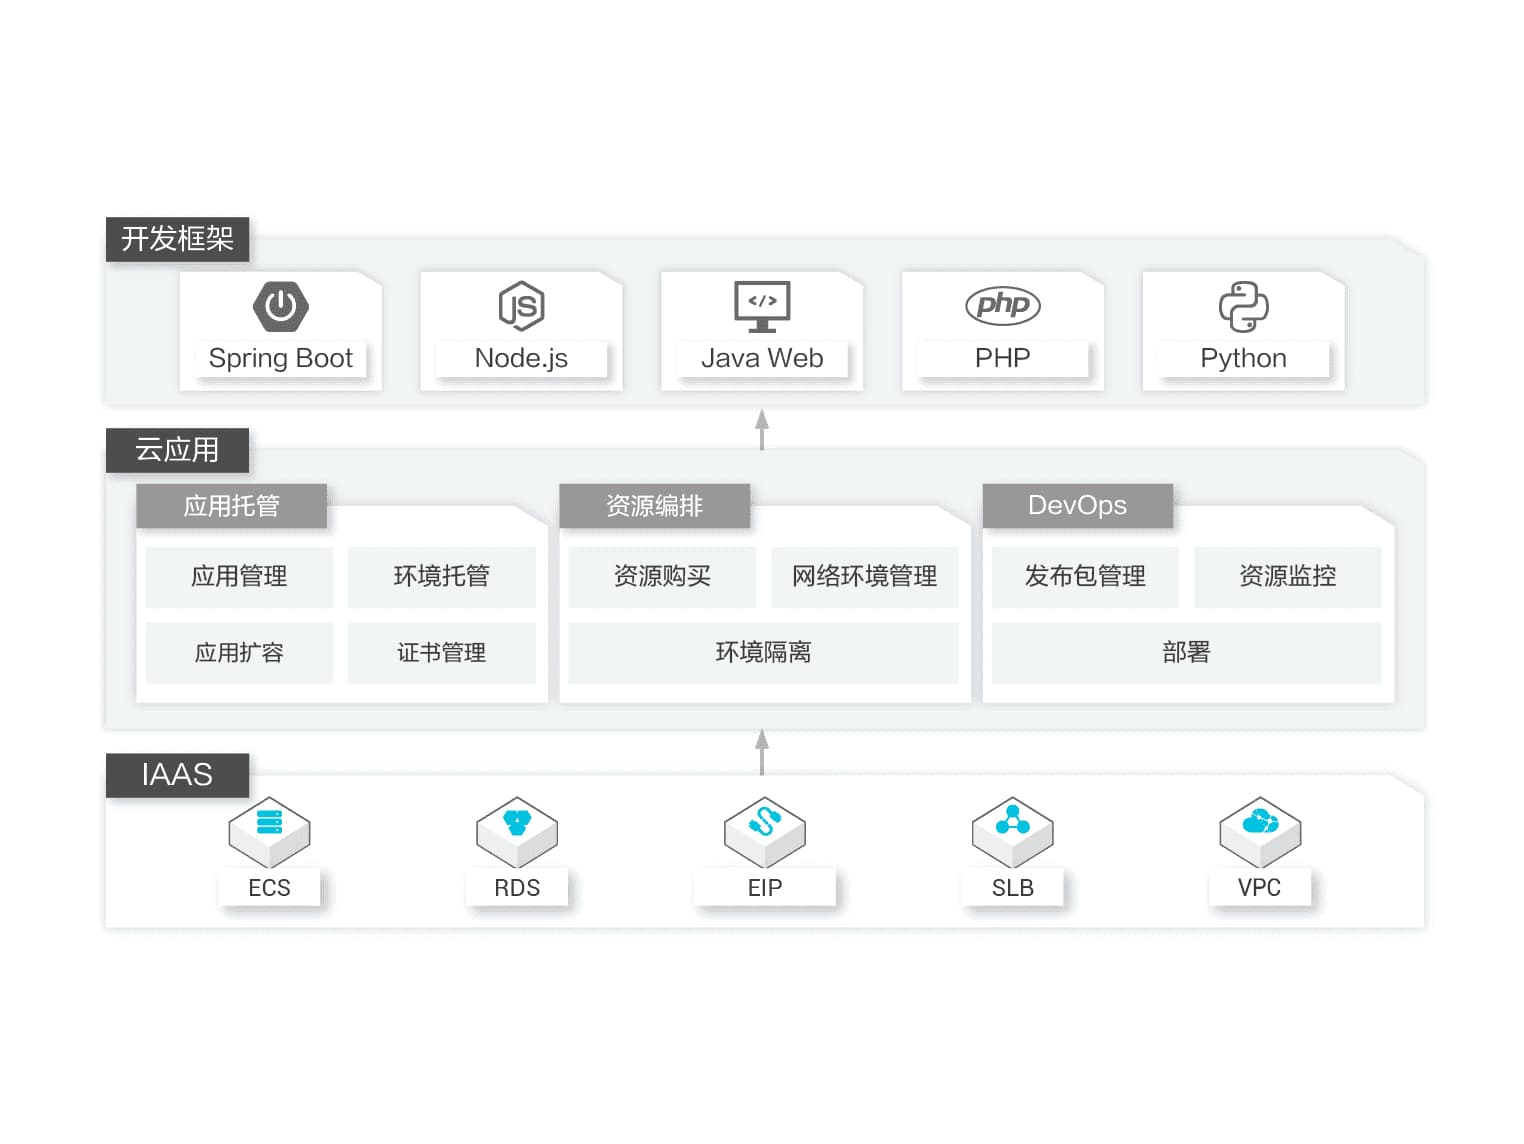 开发框架
JS
</>
php
Spring Boot
Node.js
Java Web
PHP
Python
云应用
应用托管
资源编排
DevOps
应用管理
环境托管
资源购买
网络环境管理
发布包管理
资源监控
应用扩容
证书管理
环境隔离
部署
IAAS
ECS
RDS
EIP
SLB
VPC